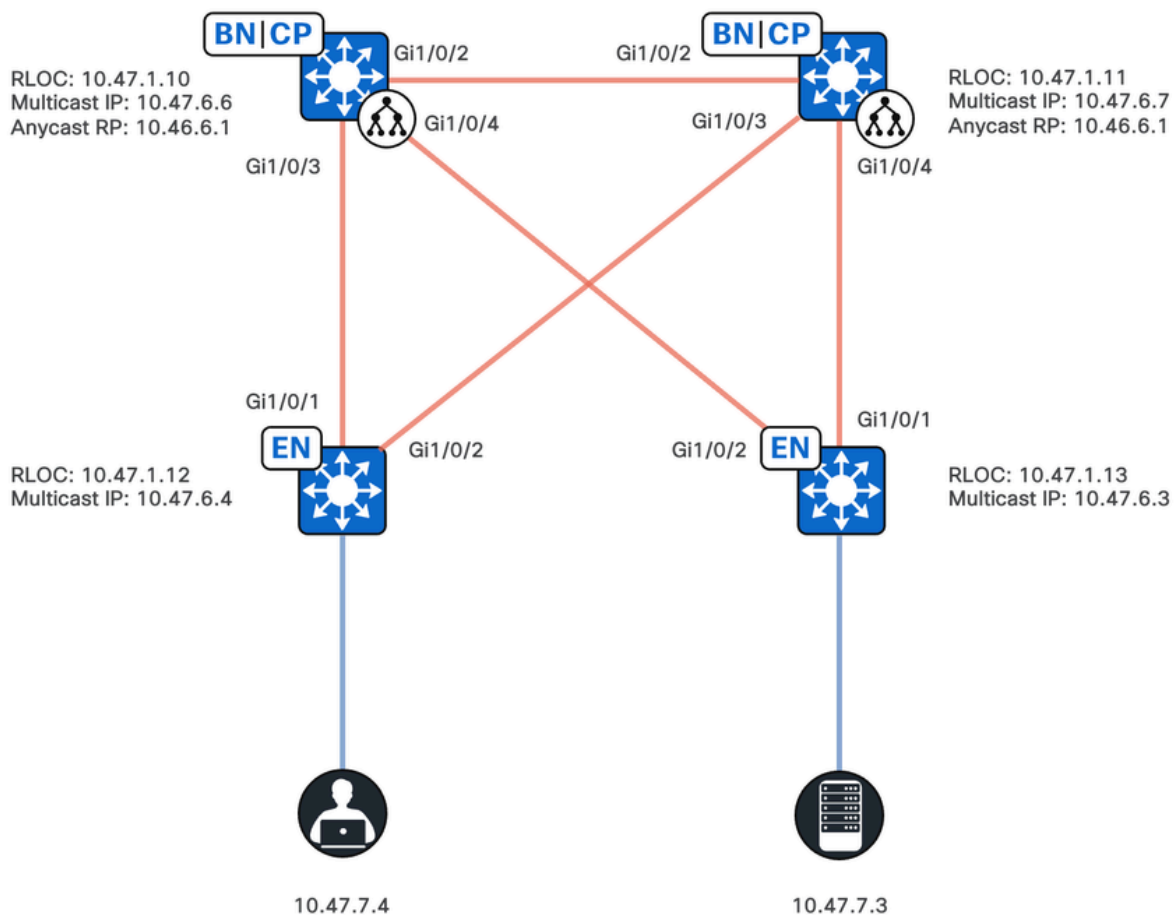 BN|CP
Gi1/0/2
Gi1/0/2
BN|CP
RLOC: 10.47.1.10
Multicast IP: 10.47.6.6
Anycast RP: 10.46.6.1
RLOC: 10.47.1.11
Multicast IP: 10.47.6.7
Anycast RP: 10.46.6.1
Gi1/0/4
Gi1/0/3
Gi1/0/3
Gi1/0/4
Gi1/0/1
Gi1/0/1
EN
Gi1/0/2
Gi1/0/2
EN
RLOC: 10.47.1.12
Multicast IP: 10.47.6.4
RLOC: 10.47.1.13
Multicast IP: 10.47.6.3
10.47.7.4
10.47.7.3